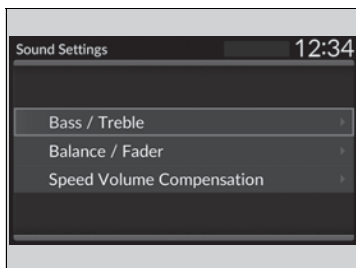 Sound Settings 12:34
Bass / Treble
Balance / Fader
Speed Volume Compensation